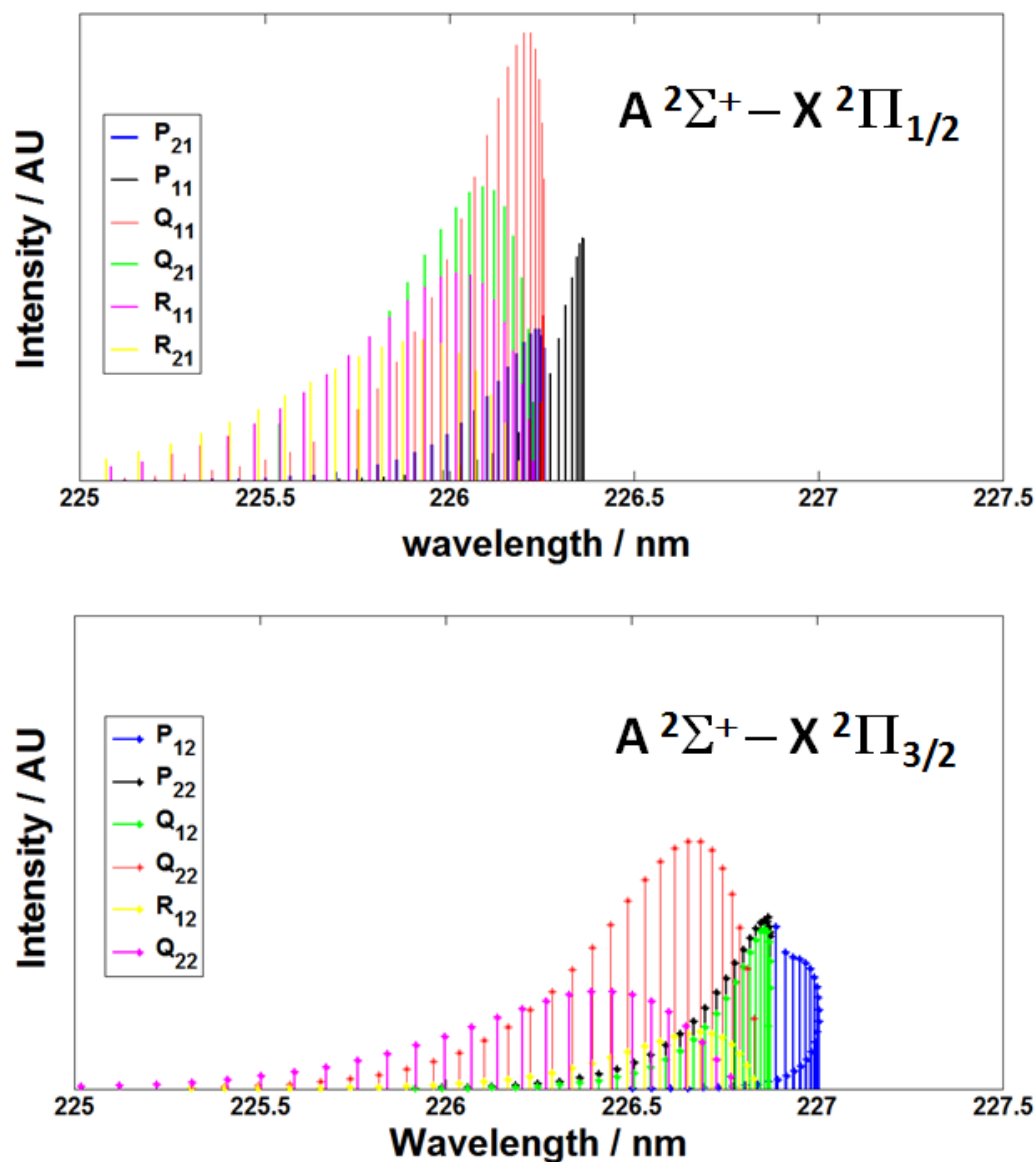 Intensity / AU
A ²Σ⁺ – X ²Π₁/₂
P₂₁
P₁₁
Q₁₁
Q₂₁
R₁₁
R₂₁
225 225.5 226 226.5 227 227.5
wavelength / nm
Intensity / AU
A ²Σ⁺ – X ²Π₃/₂
P₁₂
P₂₂
Q₁₂
Q₂₂
R₁₂
Q₂₂
225 225.5 226 226.5 227 227.5
Wavelength / nm